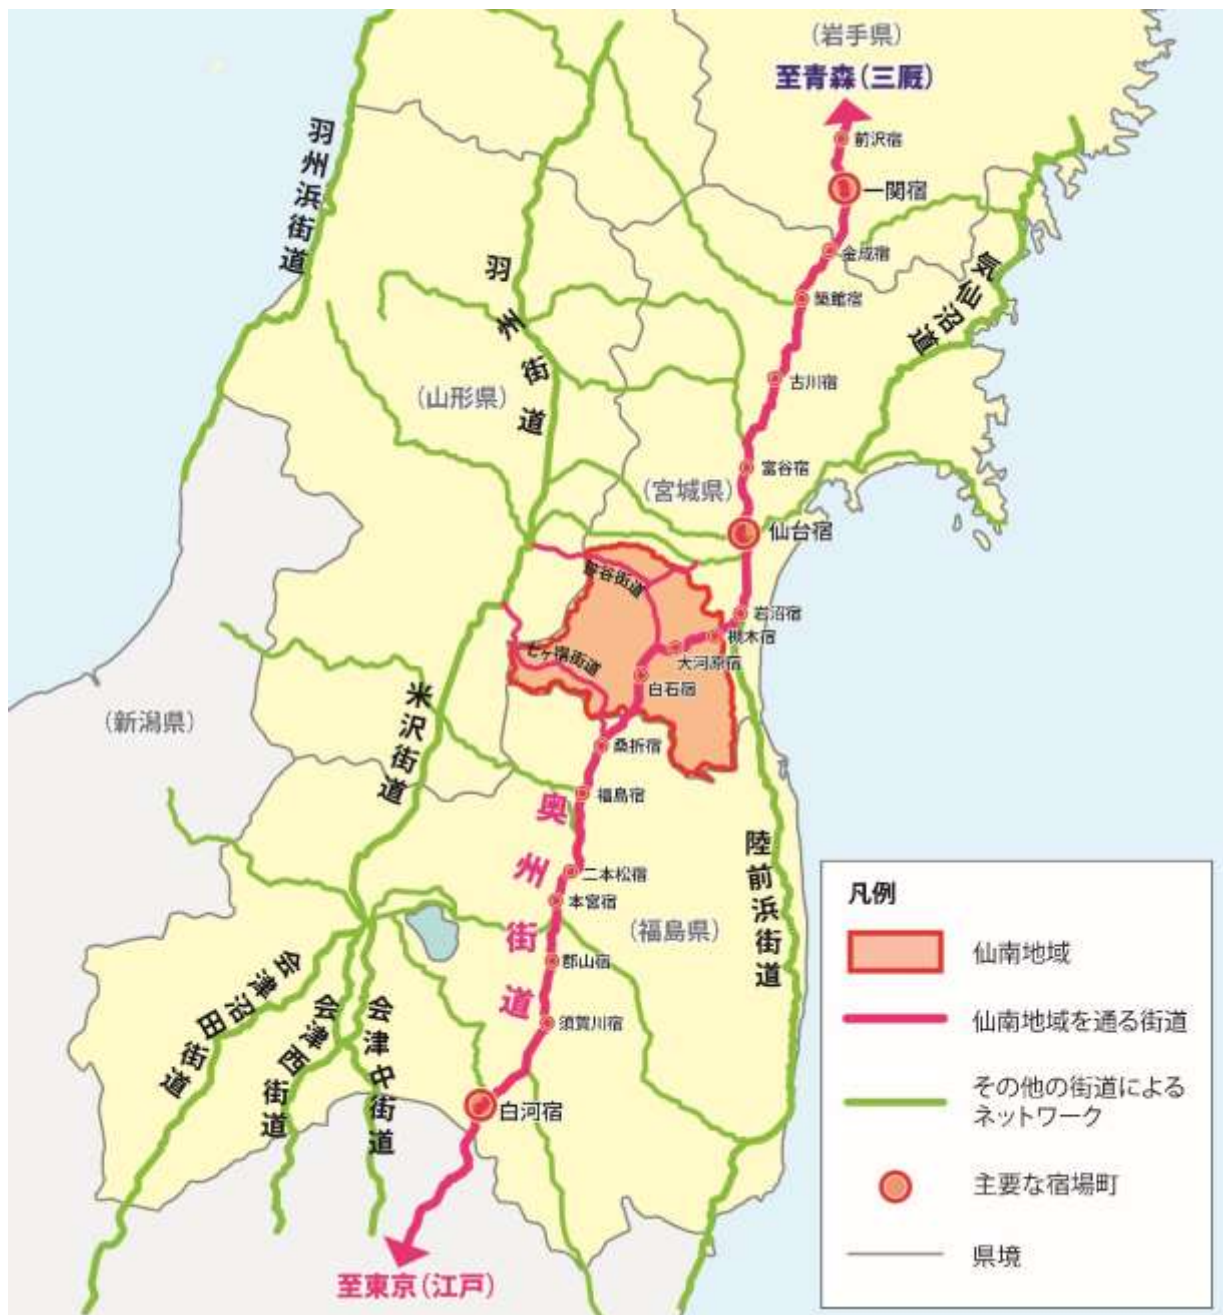 (岩手県)
至青森(三厩)
前沢宿
一関宿
金成宿
築館宿
古川宿
富谷宿
仙台宿
岩沼宿
槻木宿
大河原宿
白石宿
桑折宿
福島宿
二本松宿
本宮宿
郡山宿
須賀川宿
白河宿
至東京(江戸)
羽州浜街道
羽州街道
気仙沼道
(山形県)
(宮城県)
笹谷街道
七ヶ宿街道
米沢街道
(新潟県)
奥州街道
(福島県)
陸前浜街道
会津沼田街道
会津西街道
会津中街道
凡例
仙南地域
仙南地域を通る街道
その他の街道による
ネットワーク
主要な宿場町
県境